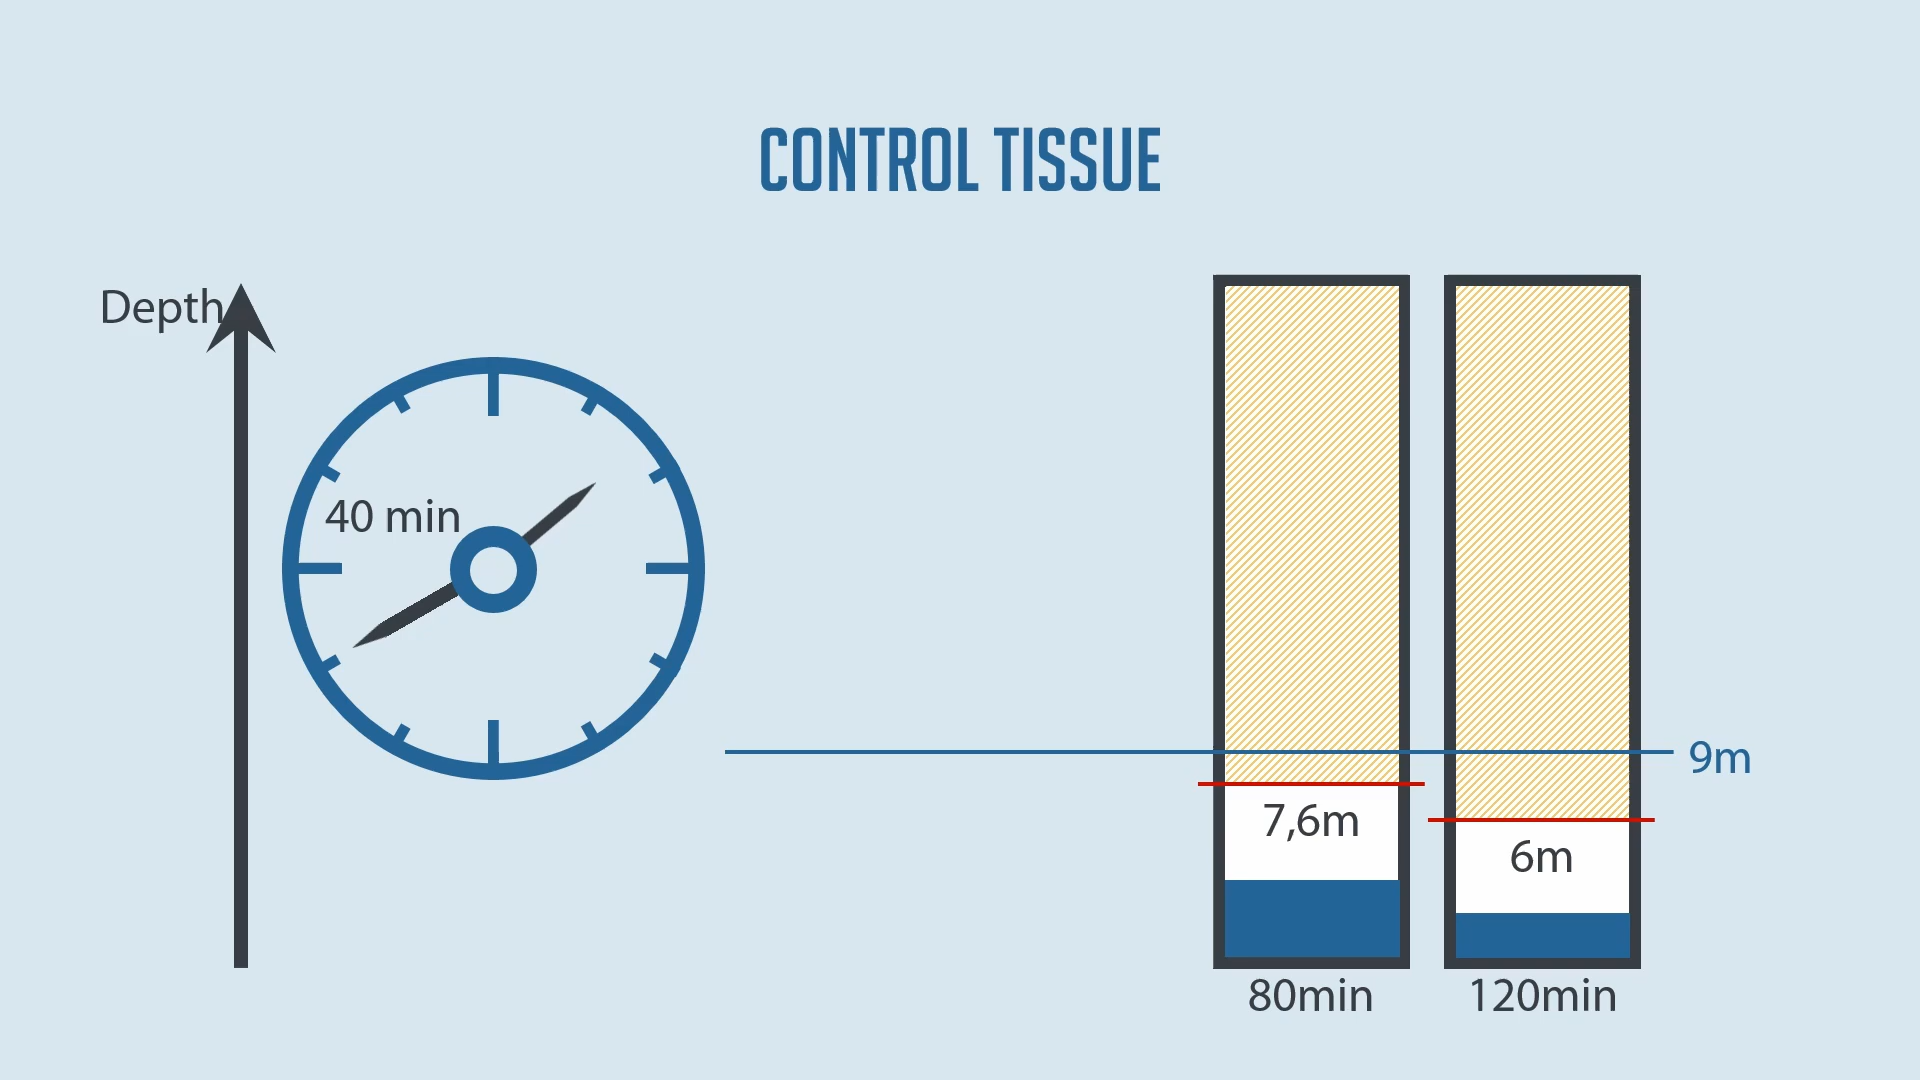 CONTROL TISSUE
Depth
40 min
9m
7,6m
6m
80min
120min